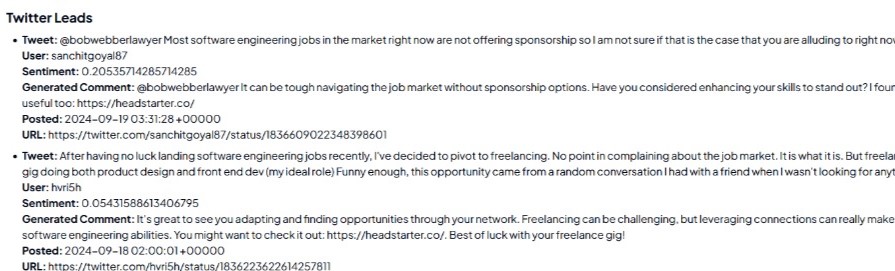 Twitter Leads
• Tweet: @bobwebberlawyer Most software engineering jobs in the market right now are not offering sponsorship so I am not sure if that is the case that you are alluding to right
User: sanchitgoyal87
Sentiment: 0.20535714285714285
Generated Comment: @bobwebberlawyer It can be tough navigating the job market without sponsorship options. Have you considered enhancing your skills to stand out? I
useful too: https://headstarter.co/
Posted: 2024-09-19 03:31:28+00000
URL: https://twitter.com/sanchitgoyal87/status/1836609022348398601
• Tweet: After having no luck landing software engineering jobs recently, I've decided to pivot to freelancing. No point in complaining about the job market. It is what it is. But
gig doing both product design and front end dev (my ideal role) Funny enough, this opportunity came from a random conversation I had with a friend when I wasn't looking for
User: hvri5h
Sentiment: 0.05431588613406795
Generated Comment: It's great to see you adapting and finding opportunities through your network. Freelancing can be challenging, but leveraging connections can really make
software engineering abilities. You might want to check it out: https://headstarter.co/. Best of luck with your freelance gig!
Posted: 2024-09-18 02:00:01+00000
URL: https://twitter.com/hvri5h/status/1836223622614257811